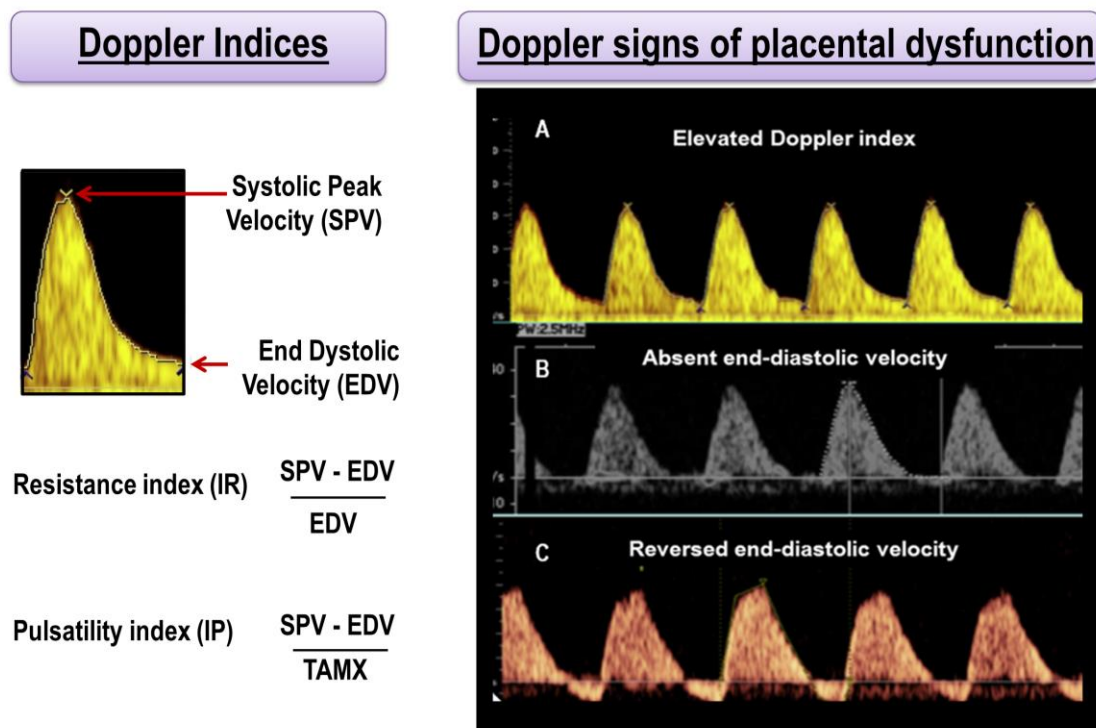 Doppler Indices
Systolic Peak
Velocity (SPV)
End Dystolic
Velocity (EDV)
Resistance index (IR)
SPV - EDV
EDV
Pulsatility index (IP)
SPV - EDV
TAMX
Doppler signs of placental dysfunction
A
Elevated Doppler index
PW:2.5MHz
B
Absent end-diastolic velocity
C
Reversed end-diastolic velocity